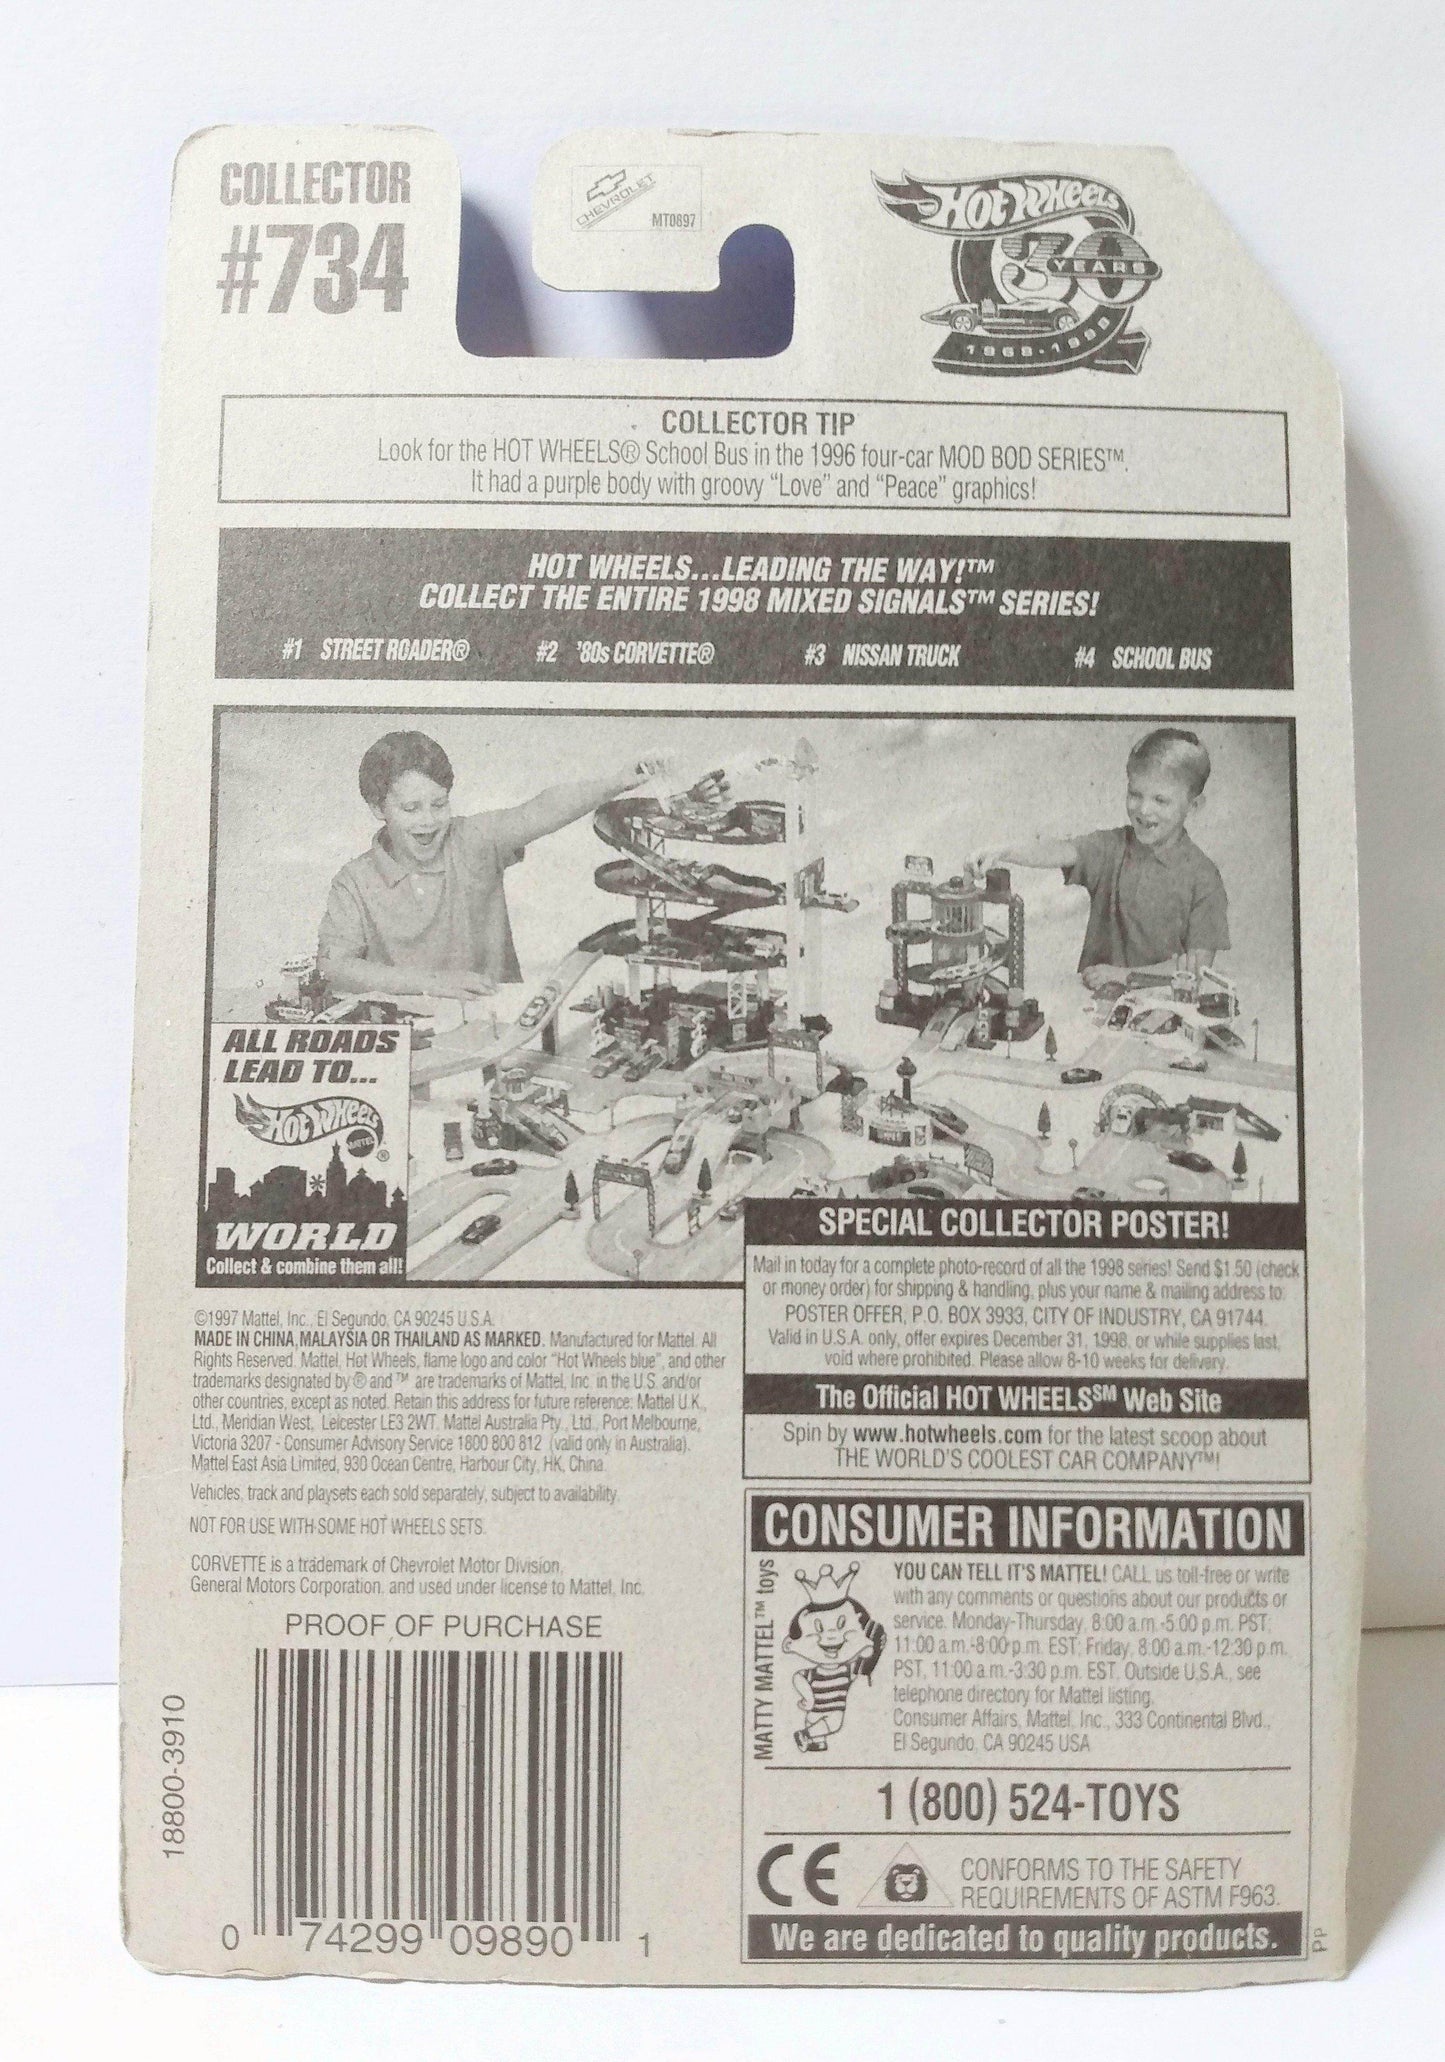 COLLECTOR
#734
CHEVROLET
MT0897
Hot Wheels
30
YEARS
1968-1998
COLLECTOR TIP
Look for the HOT WHEELS® School Bus in the 1996 four-car MOD BOD SERIES™.
It had a purple body with groovy "Love" and "Peace" graphics!
HOT WHEELS...LEADING THE WAY!™
COLLECT THE ENTIRE 1998 MIXED SIGNALS™ SERIES!
#1 STREET ROADER® #2 '80s CORVETTE® #3 NISSAN TRUCK #4 SCHOOL BUS
ALL ROADS
LEAD TO...
Hot Wheels
MATTEL
®
WORLD
Collect & combine them all!
SPECIAL COLLECTOR POSTER!
Mail in today for a complete photo-record of all the 1998 series! Send $1.50 (check
or money order) for shipping & handling, plus your name & mailing address to:
POSTER OFFER, P.O. BOX 3933, CITY OF INDUSTRY, CA 91744.
Valid in U.S.A. only, offer expires December 31, 1998, or while supplies last,
void where prohibited. Please allow 8-10 weeks for delivery.
The Official HOT WHEELS℠ Web Site
Spin by www.hotwheels.com for the latest scoop about
THE WORLD'S COOLEST CAR COMPANY™!
©1997 Mattel, Inc., El Segundo, CA 90245 U.S.A.
MADE IN CHINA, MALAYSIA OR THAILAND AS MARKED. Manufactured for Mattel. All
Rights Reserved. Mattel, Hot Wheels, flame logo and color "Hot Wheels blue", and other
trademarks designated by ® and ™ are trademarks of Mattel, Inc. in the U.S. and/or
other countries, except as noted. Retain this address for future reference: Mattel U.K.,
Ltd., Meridian West, Leicester LE3 2WT. Mattel Australia Pty., Ltd., Port Melbourne,
Victoria 3207 - Consumer Advisory Service 1800 800 812 (valid only in Australia).
Mattel East Asia Limited, 930 Ocean Centre, Harbour City, HK, China.
Vehicles, track and playsets each sold separately, subject to availability.
NOT FOR USE WITH SOME HOT WHEELS SETS.
CORVETTE is a trademark of Chevrolet Motor Division,
General Motors Corporation, and used under license to Mattel, Inc.
PROOF OF PURCHASE
18800-3910
0 74299 09890 1
CONSUMER INFORMATION
MATTY MATTEL™ toys
YOU CAN TELL IT'S MATTEL! CALL us toll-free or write
with any comments or questions about our products or
service. Monday-Thursday, 8:00 a.m.-5:00 p.m. PST;
11:00 a.m.-8:00 p.m. EST; Friday, 8:00 a.m.-12:30 p.m.
PST, 11:00 a.m.-3:30 p.m. EST. Outside U.S.A., see
telephone directory for Mattel listing.
Consumer Affairs, Mattel, Inc., 333 Continental Blvd.,
El Segundo, CA 90245 USA
1 (800) 524-TOYS
CE
CONFORMS TO THE SAFETY
REQUIREMENTS OF ASTM F963.
We are dedicated to quality products.
PP